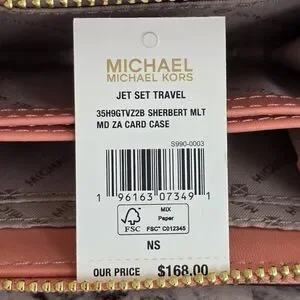 MICHAEL
MICHAEL KORS
JET SET TRAVEL
35H9GTVZ2B SHERBERT MLT
MD ZA CARD CASE
S990-0003
1 96163 07349 1
FSC
MIX
Paper
FSC® C012345
NS
OUR PRICE $168.00